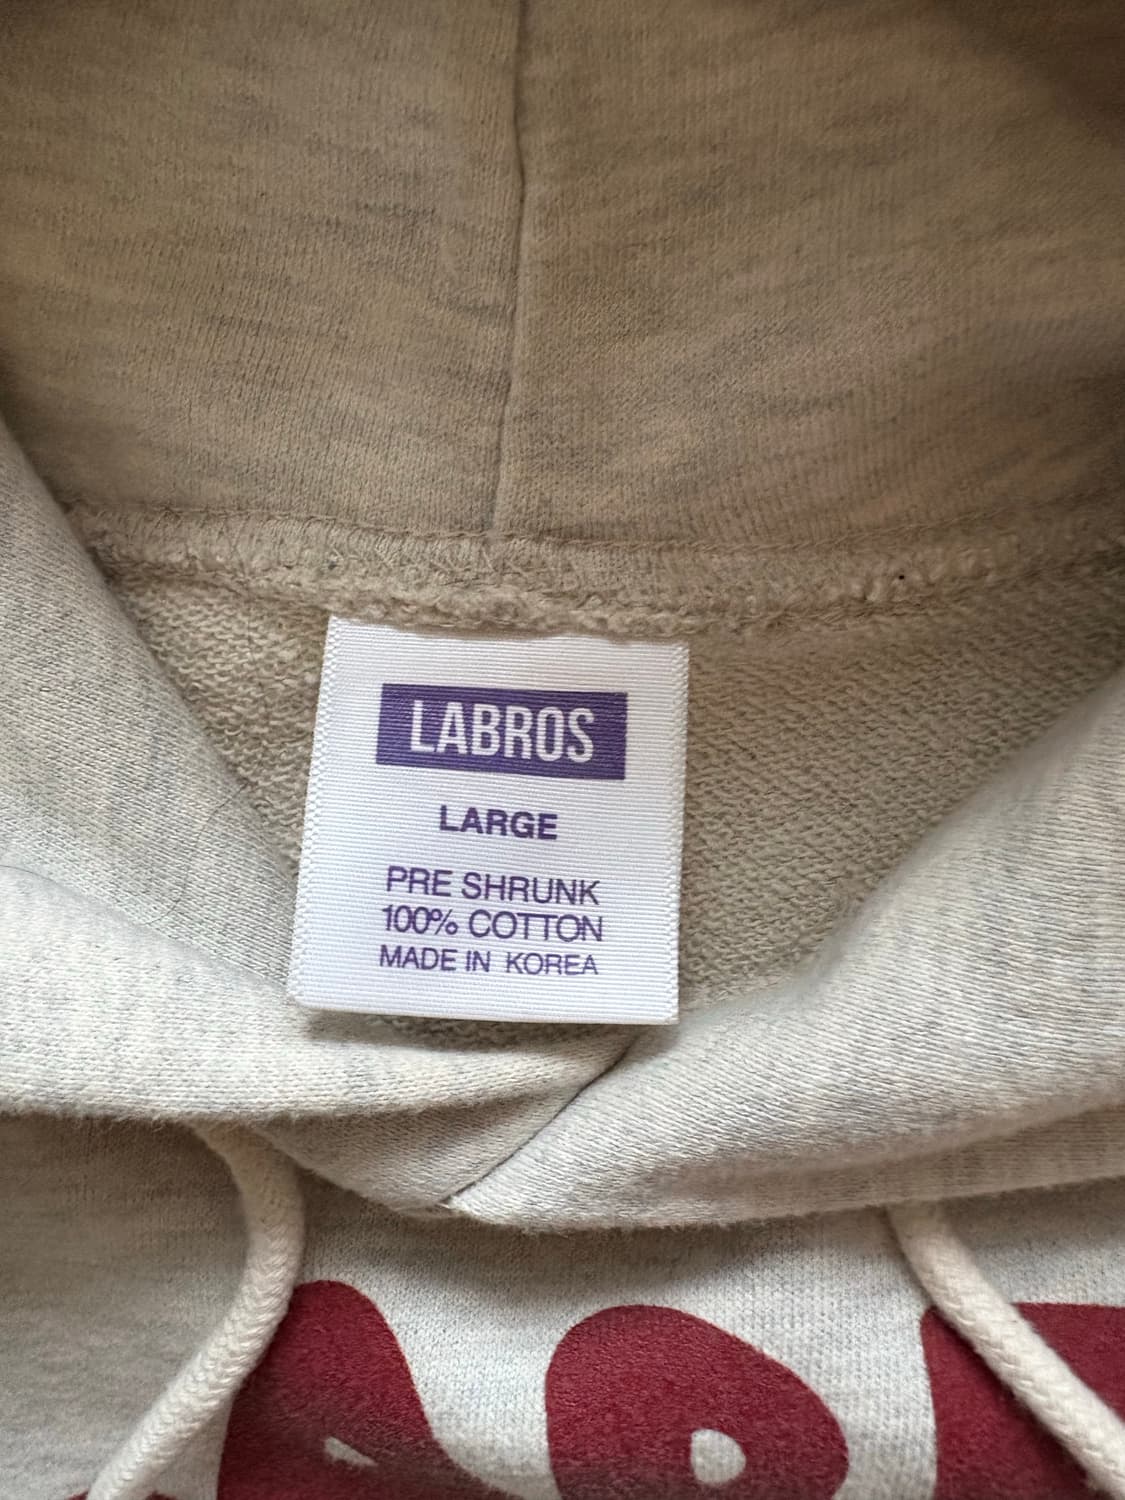 LABROS
LARGE
PRE SHRUNK
100% COTTON
MADE IN KOREA